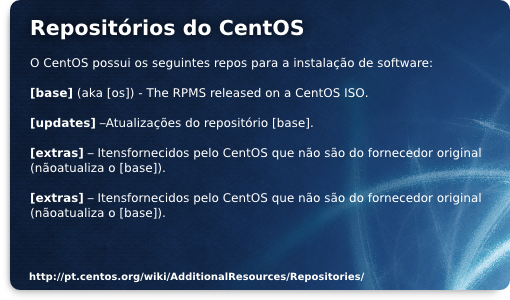 Repositórios do CentOS
O CentOS possui os seguintes repos para a instalação de software:
[base] (aka [os]) - The RPMS released on a CentOS ISO.
[updates] –Atualizações do repositório [base].
[extras] – Itensfornecidos pelo CentOS que não são do fornecedor original
(nãoatualiza o [base]).
[extras] – Itensfornecidos pelo CentOS que não são do fornecedor original
(nãoatualiza o [base]).
http://pt.centos.org/wiki/AdditionalResources/Repositories/